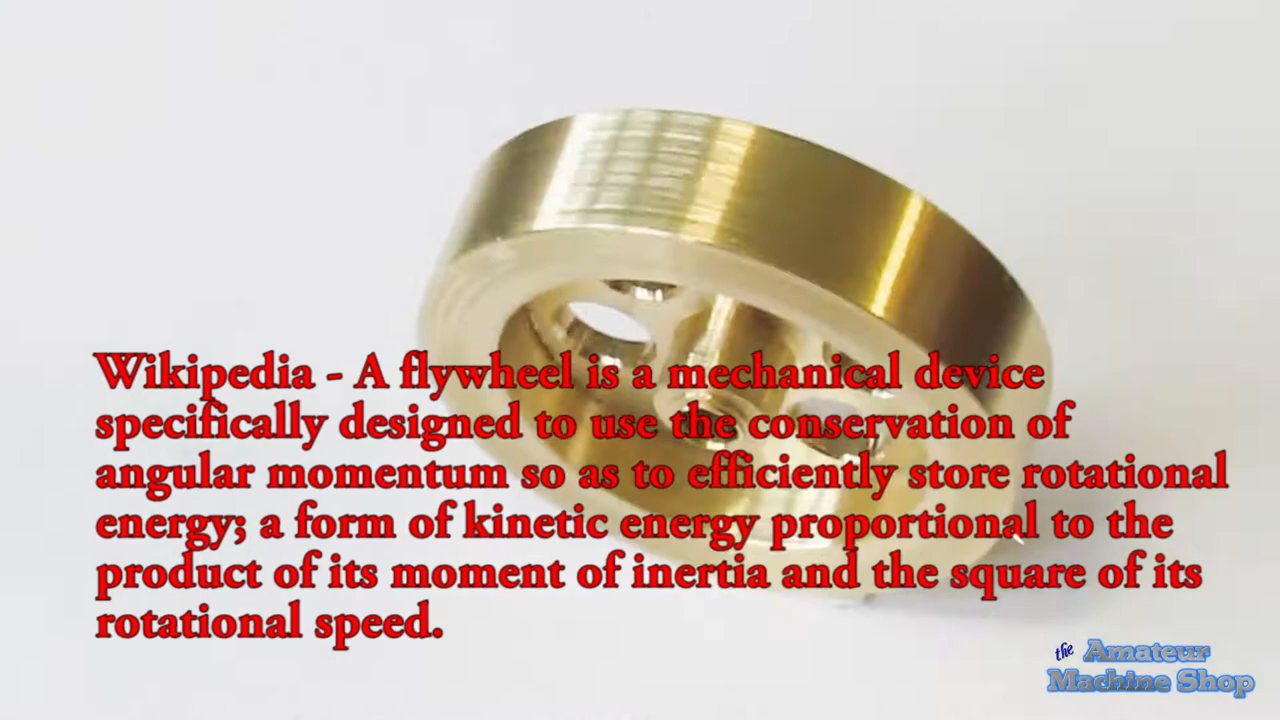 Wikipedia - A flywheel is a mechanical device
specifically designed to use the conservation of
angular momentum so as to efficiently store rotational
energy; a form of kinetic energy proportional to the
product of its moment of inertia and the square of its
rotational speed.
the Amateur
Machine Shop